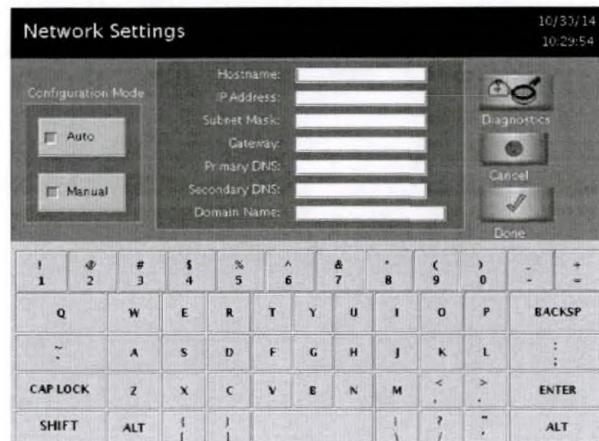 Network Settings
10/30/14
10:29:54
Configuration Mode
Auto
Manual
Hostname:
IP Address:
Subnet Mask:
Gateway:
Primary DNS:
Secondary DNS:
Domain Name:
Diagnostics
Cancel
Done
! @ # $ % ^ & * ( ) - +
1 2 3 4 5 6 7 8 9 0 - =
Q W E R T Y U I O P BACKSP
~ A S D F G H J K L :
;
CAP LOCK Z X C V B N M < > ENTER
, .
SHIFT ALT { } ? " ALT
[ ] \ / '